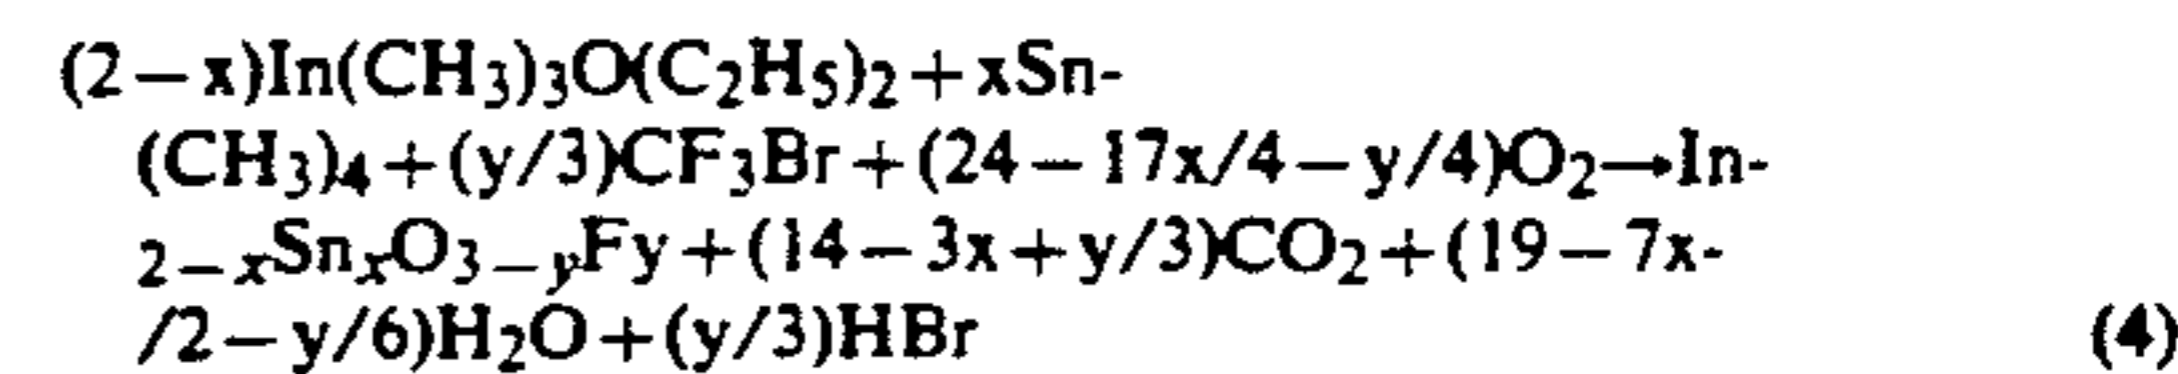 (2−x)In(CH₃)₃O(C₂H₅)₂+xSn-
(CH₃)₄+(y/3)CF₃Br+(24−17x/4−y/4)O₂→In-
₂₋ₓSnₓO₃₋ᵧFy+(14−3x+y/3)CO₂+(19−7x-
/2−y/6)H₂O+(y/3)HBr (4)